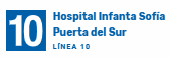 10
Hospital Infanta Sofía
Puerta del Sur
LÍNEA 10